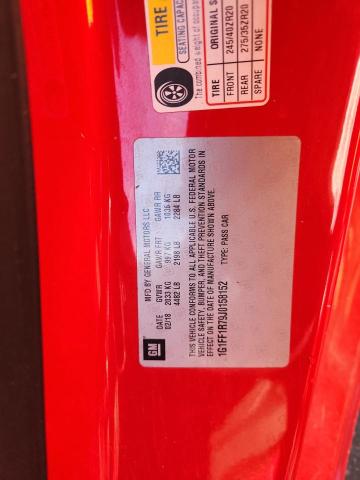 TIRE
SEATING CAPAC
The combined weight of occupa
TIRE ORIGINAL S
FRONT 245/40ZR20
REAR 275/35ZR20
SPARE NONE
GM
MFD BY GENERAL MOTORS LLC
DATE GVWR GAWR FRT GAWR RR
02/18 2033 KG 997 KG 1036 KG
4482 LB 2198 LB 2284 LB
THIS VEHICLE CONFORMS TO ALL APPLICABLE U.S. FEDERAL MOTOR
VEHICLE SAFETY, BUMPER, AND THEFT PREVENTION STANDARDS IN
EFFECT ON THE DATE OF MANUFACTURE SHOWN ABOVE.
1G1FF1R79J0158152 TYPE: PASS CAR